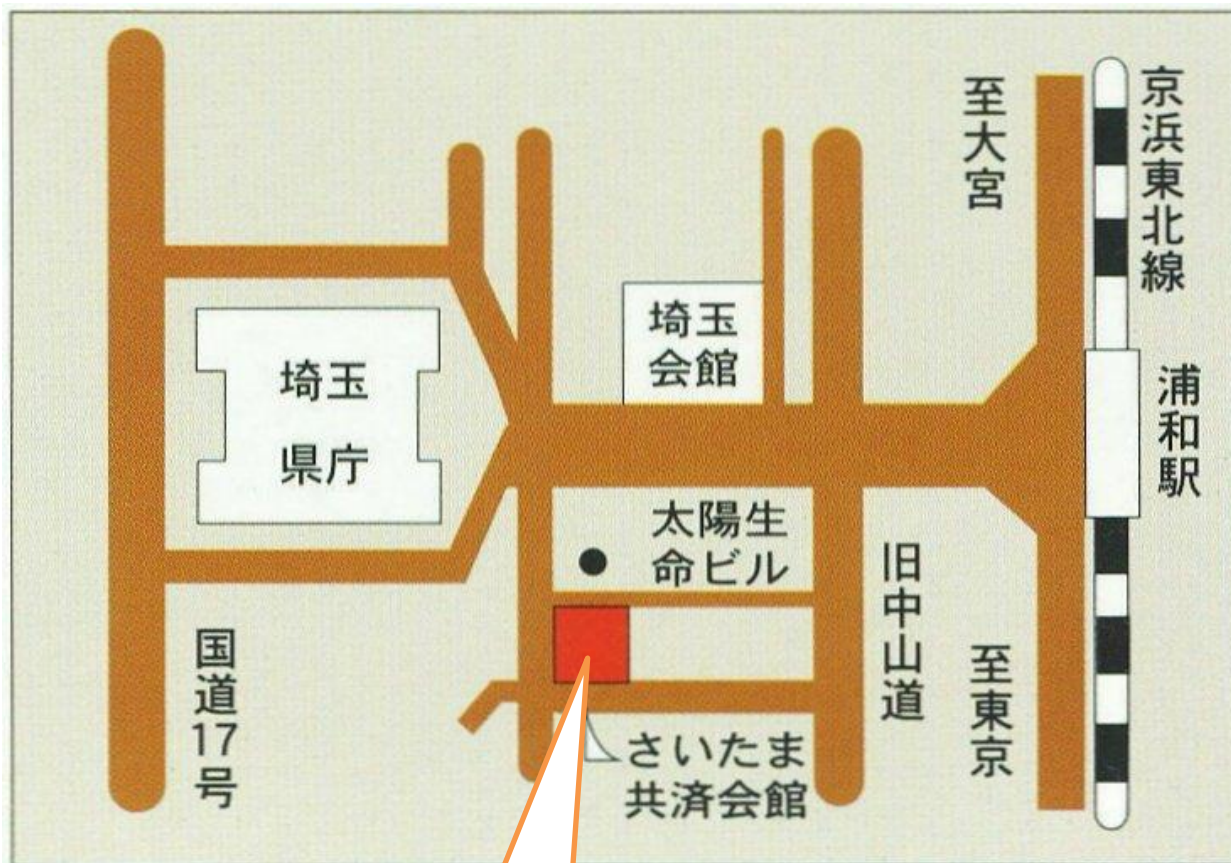 京浜東北線
至大宮
埼玉
会館
埼玉
県庁
浦和駅
太陽生
命ビル
旧中山道
国道17号
至東京
さいたま
共済会館